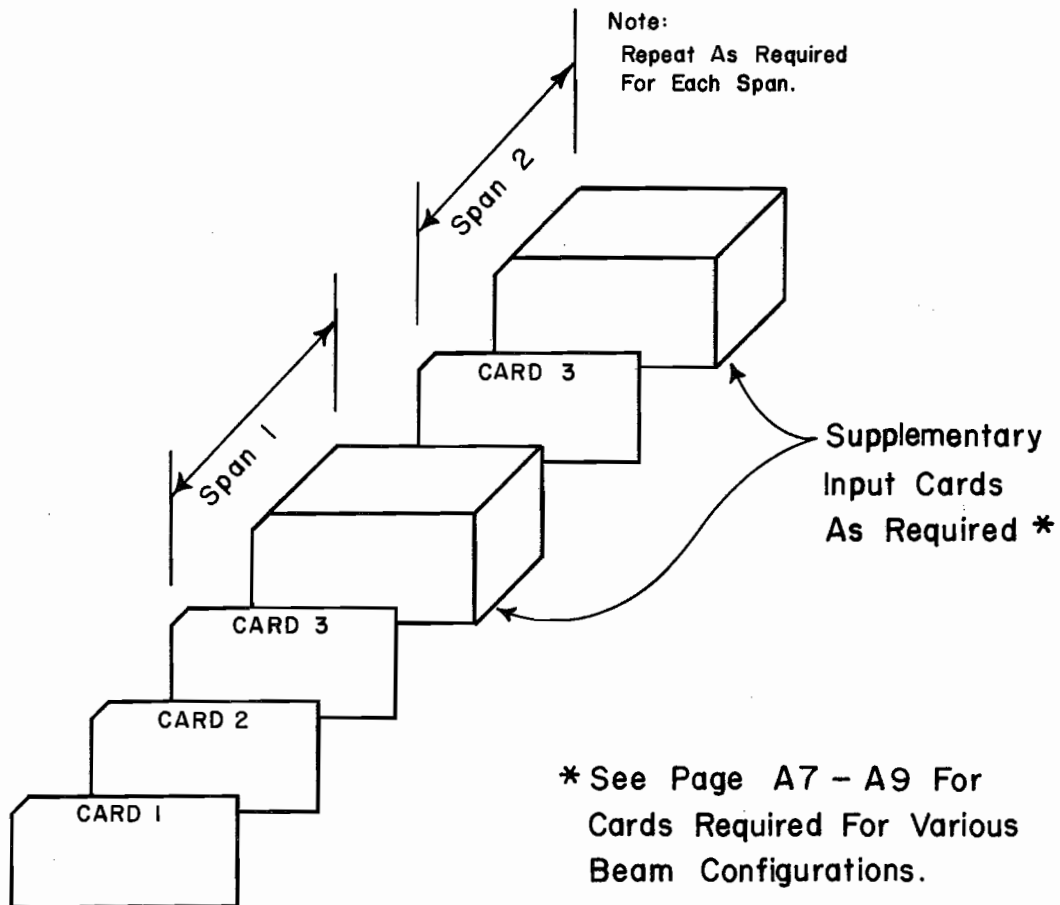 Note:
Repeat As Required
For Each Span.
Span 2
CARD 3
Span 1
Supplementary
Input Cards
As Required *
CARD 3
CARD 2
CARD 1
* See Page A7 - A9 For
Cards Required For Various
Beam Configurations.